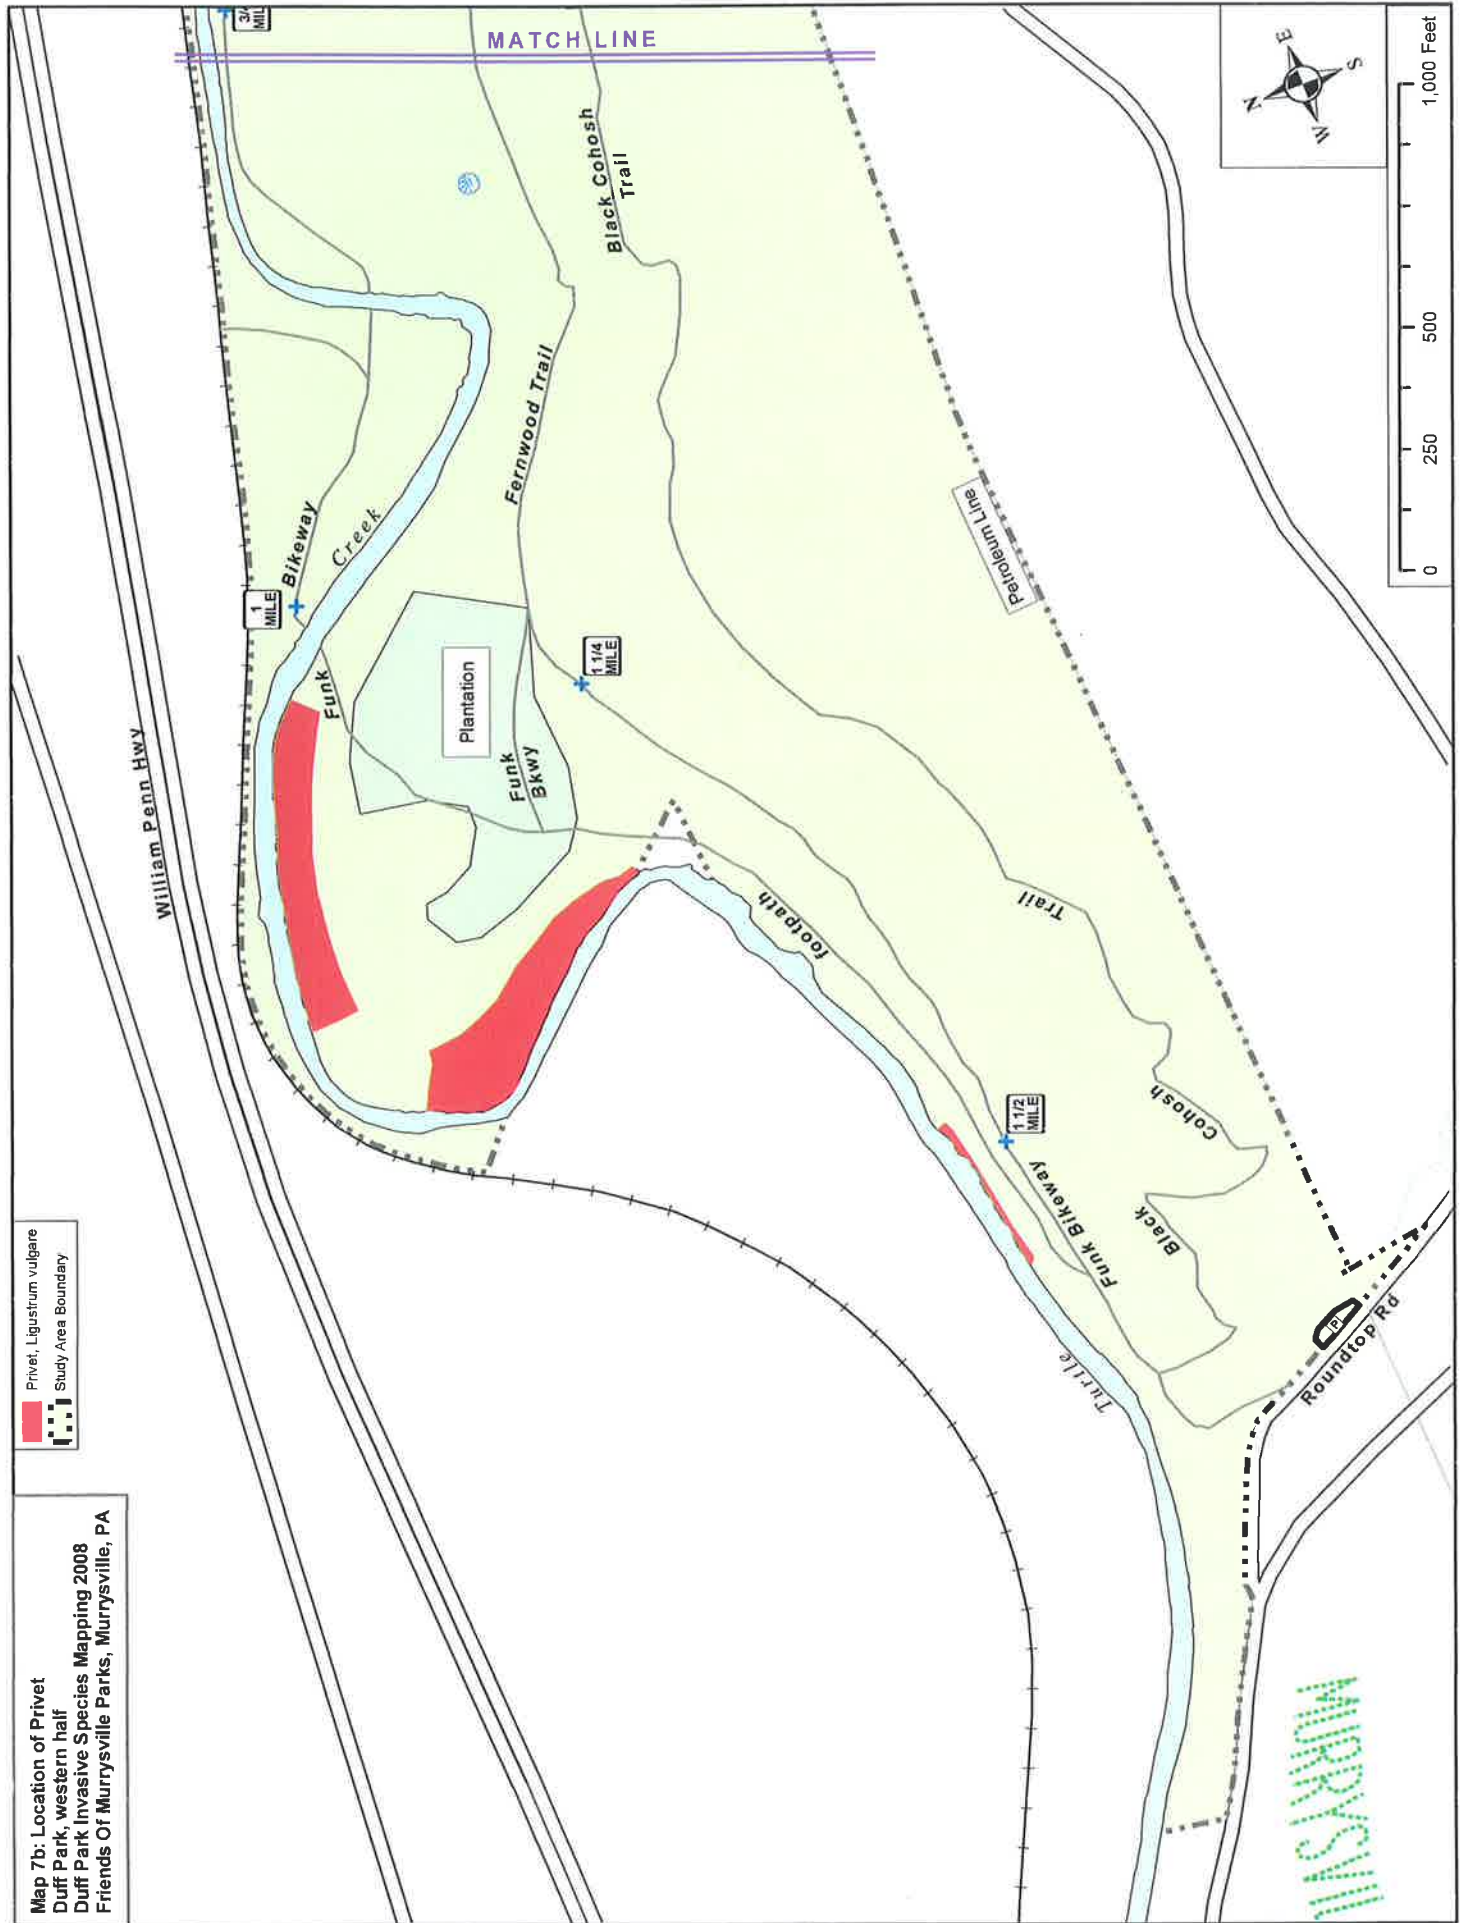 Map 7b: Location of Privet
Duff Park, western half
Duff Park Invasive Species Mapping 2008
Friends Of Murrysville Parks, Murrysville, PA
Privet, Ligustrum vulgare
Study Area Boundary
William Penn Hwy
MATCH LINE
1
MILE
Bikeway
Creek
Funk
Plantation
Funk
Bkwy
Fernwood Trail
Black Cohosh
Trail
1 1/4
MILE
footpath
Petroleum Line
Trail
Cohosh
Black
1 1/2
MILE
Funk Bikeway
Turtle
P
Roundtop Rd
N
E
S
W
0
250
500
1,000 Feet